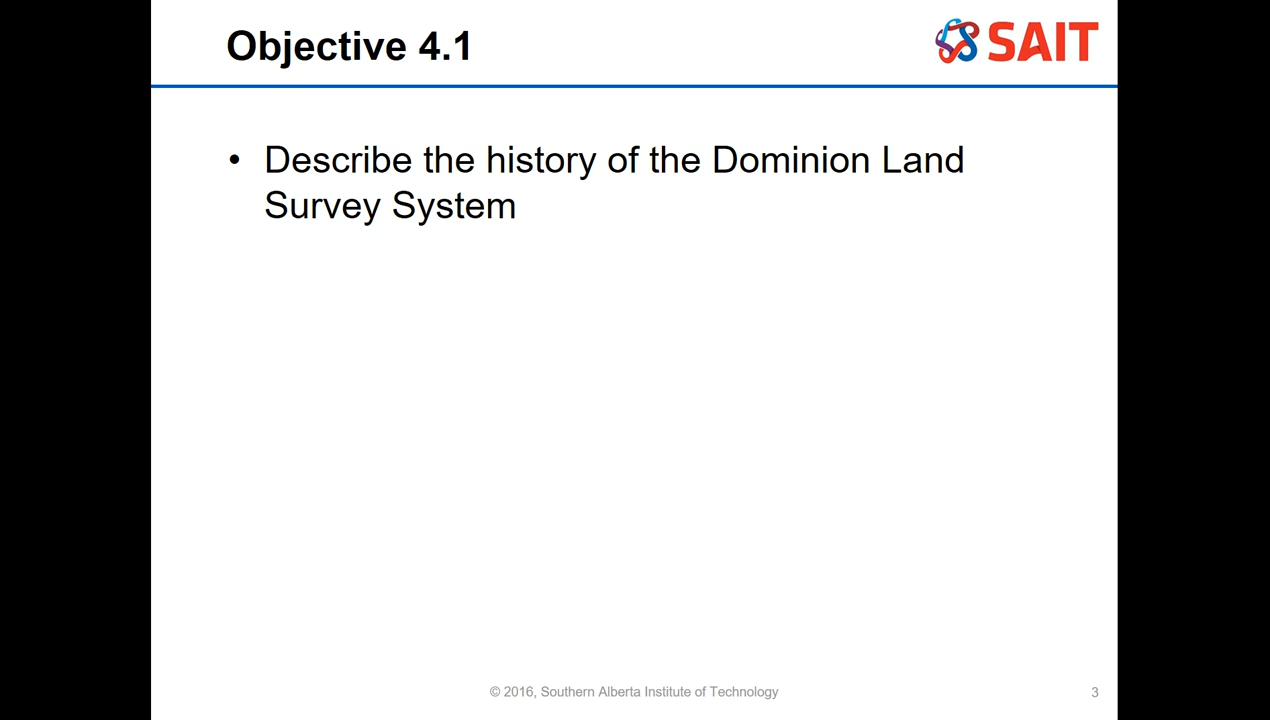 Objective 4.1
SAIT
• Describe the history of the Dominion Land
Survey System
© 2016, Southern Alberta Institute of Technology
3